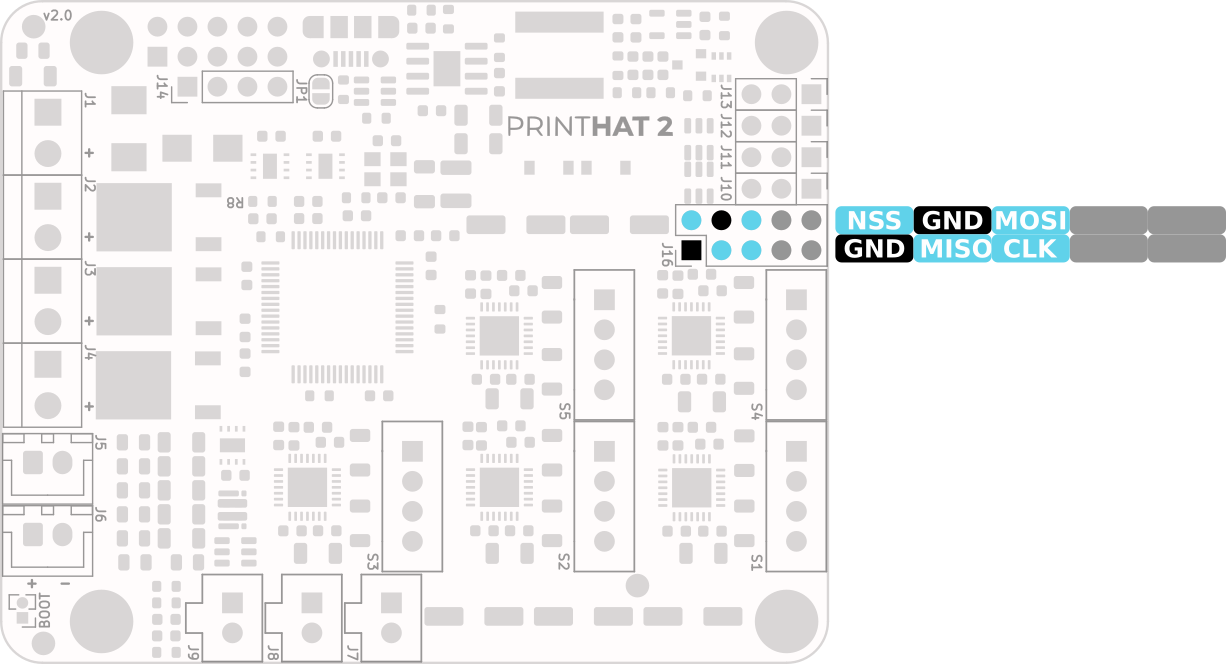 v2.0
J14
JP1
J1
+
PRINTHAT 2
J13
J12
J11
J10
J2
+
R8
NSS GND MOSI
GND MISO CLK
J16
J3
+
J4
+
S5
S4
J5
J6
S3
S2
S1
+ −
BOOT
J9
J8
J7